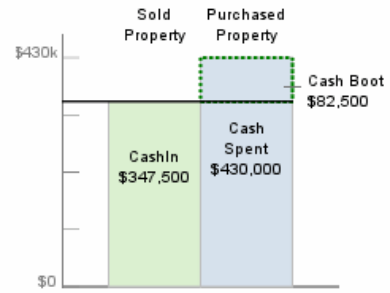 Sold Property
Purchased Property
$430k
Cash Boot
$82,500
Cash Spent
$430,000
CashIn
$347,500
$0